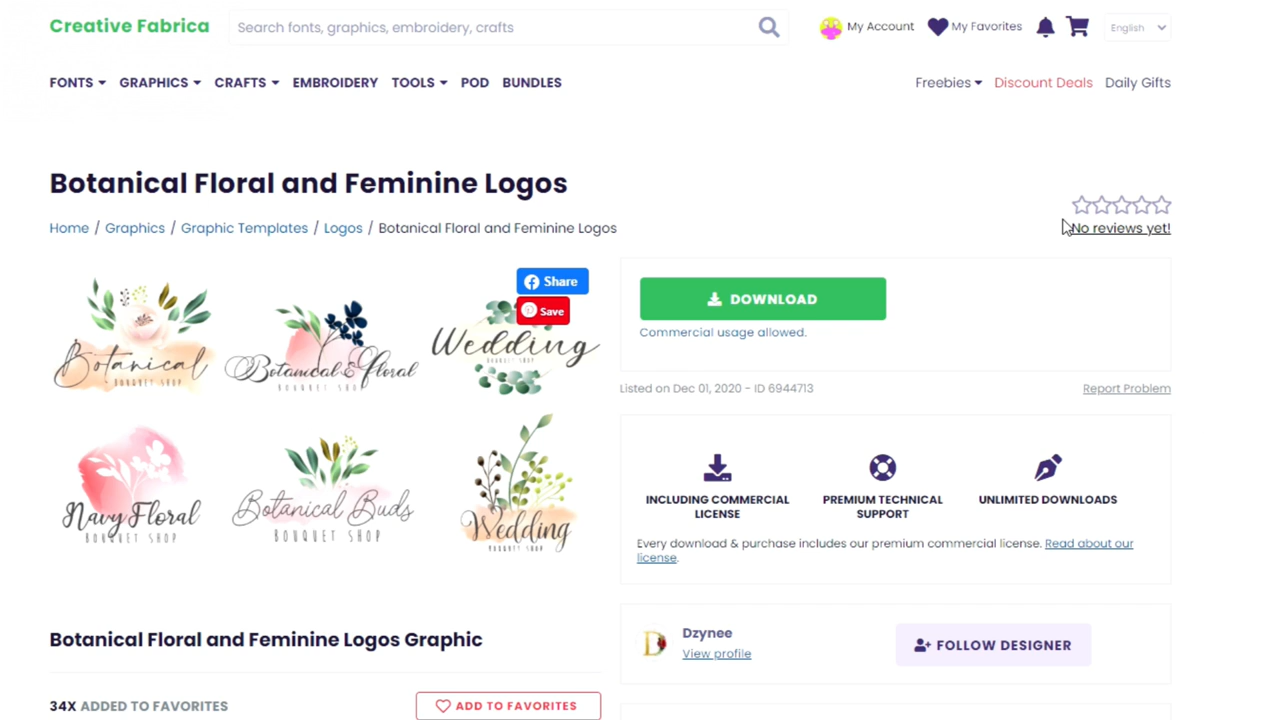 Creative Fabrica
Search fonts, graphics, embroidery, crafts
My Account
My Favorites
English
FONTS
GRAPHICS
CRAFTS
EMBROIDERY
TOOLS
POD
BUNDLES
Freebies
Discount Deals
Daily Gifts
Botanical Floral and Feminine Logos
No reviews yet!
Home / Graphics / Graphic Templates / Logos / Botanical Floral and Feminine Logos
Share
Save
Botanical
BOUQUET SHOP
Botanical & Floral
BOUQUET SHOP
Wedding
BOUQUET SHOP
Navy Floral
BOUQUET SHOP
Botanical Buds
BOUQUET SHOP
Wedding
BOUQUET SHOP
DOWNLOAD
Commercial usage allowed.
Listed on Dec 01, 2020 - ID 6944713
Report Problem
INCLUDING COMMERCIAL
LICENSE
PREMIUM TECHNICAL
SUPPORT
UNLIMITED DOWNLOADS
Every download & purchase includes our premium commercial license. Read about our
license.
D
Dzynee
View profile
FOLLOW DESIGNER
Botanical Floral and Feminine Logos Graphic
34X ADDED TO FAVORITES
ADD TO FAVORITES